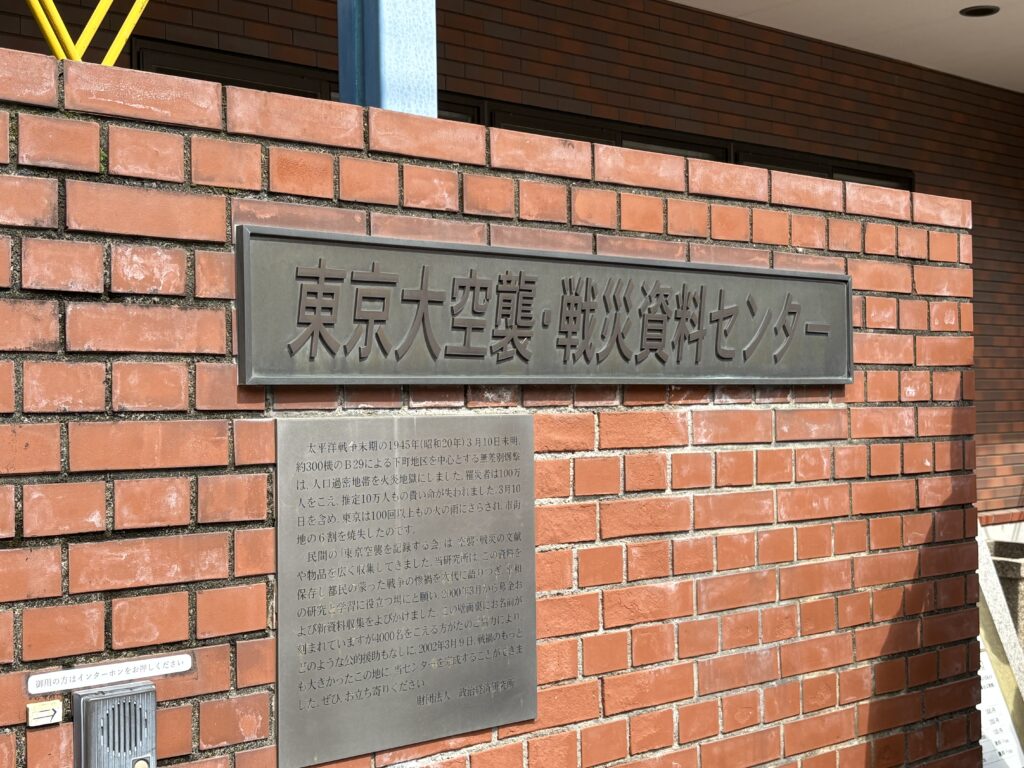 東京大空襲・戦災資料センター
太平洋戦争末期の1945年(昭和20年)3月10日未明、
約300機のB29による下町地区を中心とする無差別爆撃
は、人口過密地帯を火炎地獄にしました。罹災者は100万
人をこえ、推定10万人もの貴い命が失われました。3月10
日を含め、東京は100回以上もの火の雨にさらされ、市街
地の6割を焼失したのです。
民間の「東京空襲を記録する会」は、空襲・戦災の文献
や物品を広く収集してきました。当研究所は、この資料を
保存し都民の蒙った戦争の惨禍を次代に語りつぎ、平和
の研究と学習に役立つ場にと願い、2000年3月から募金お
よび新資料収集をよびかけました。この壁画裏にお名前が
刻まれていますが4000名をこえる方がたのご協力により、
どのような公的援助もなしに、2002年3月9日、戦禍のもっと
も大きかったこの地に、当センターを完成することができま
した。ぜひ、お立ち寄りください。
財団法人 政治経済研究所
御用の方はインターホンをお押しください